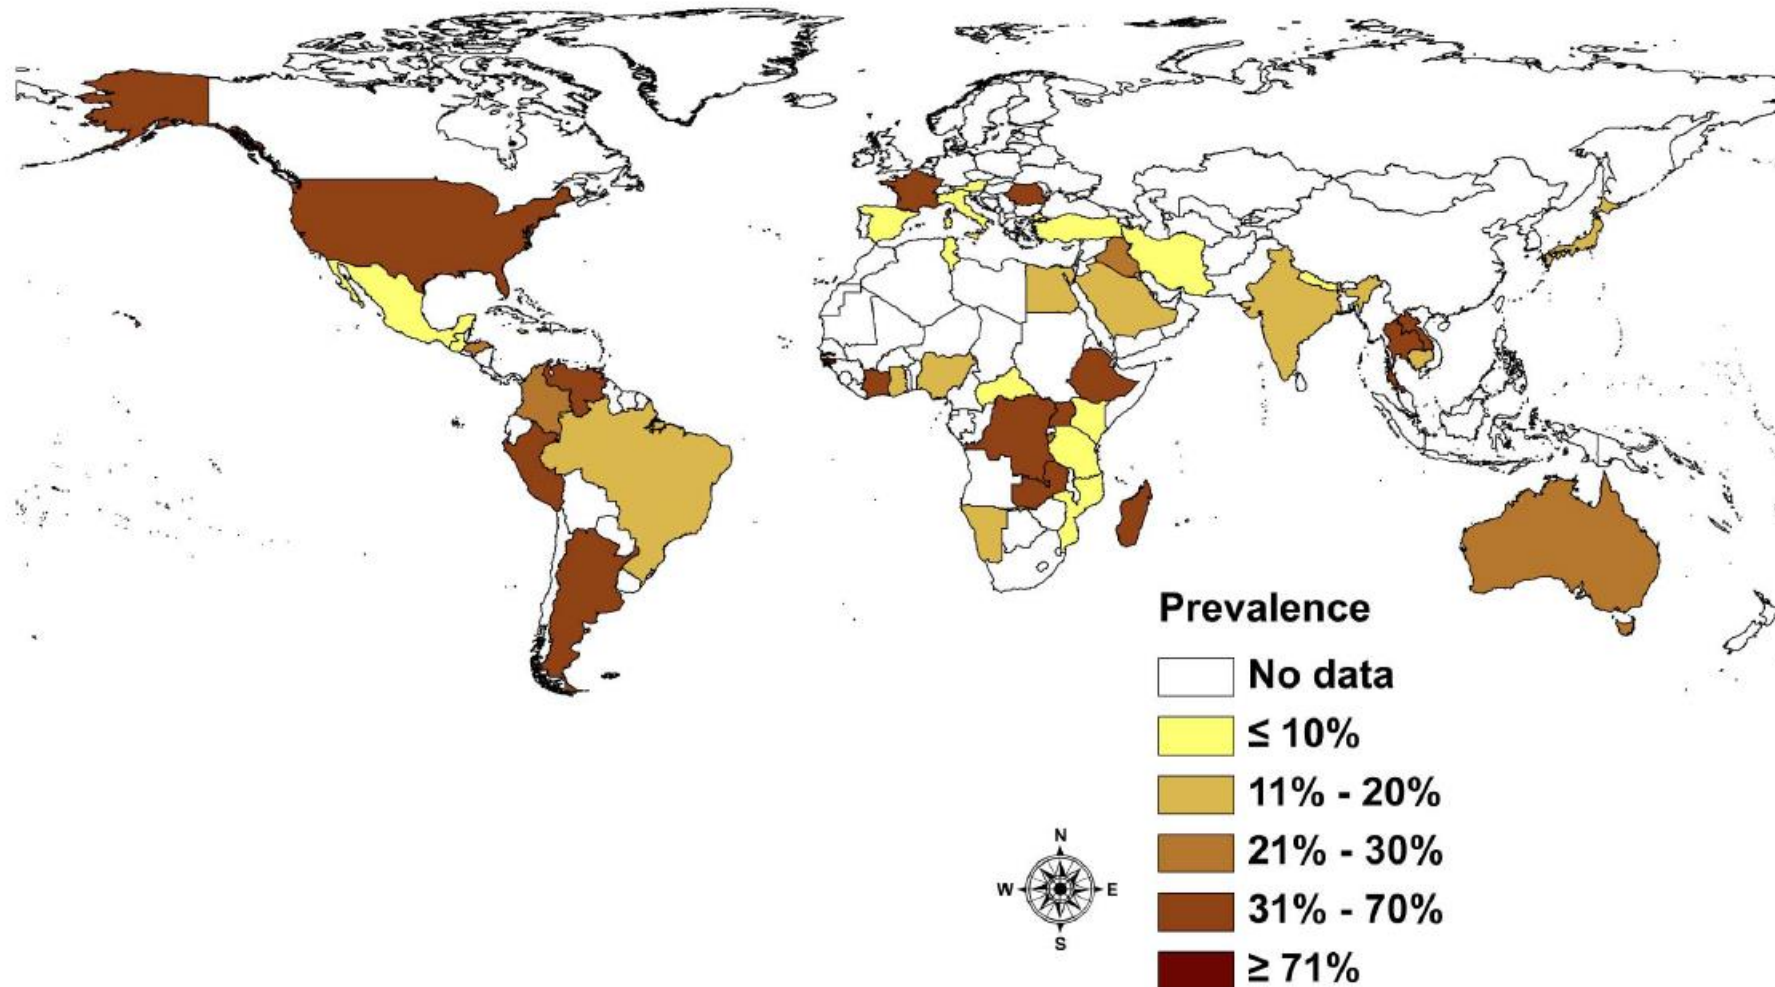 Prevalence
No data
≤ 10%
11% - 20%
21% - 30%
31% - 70%
≥ 71%
N
W E
S